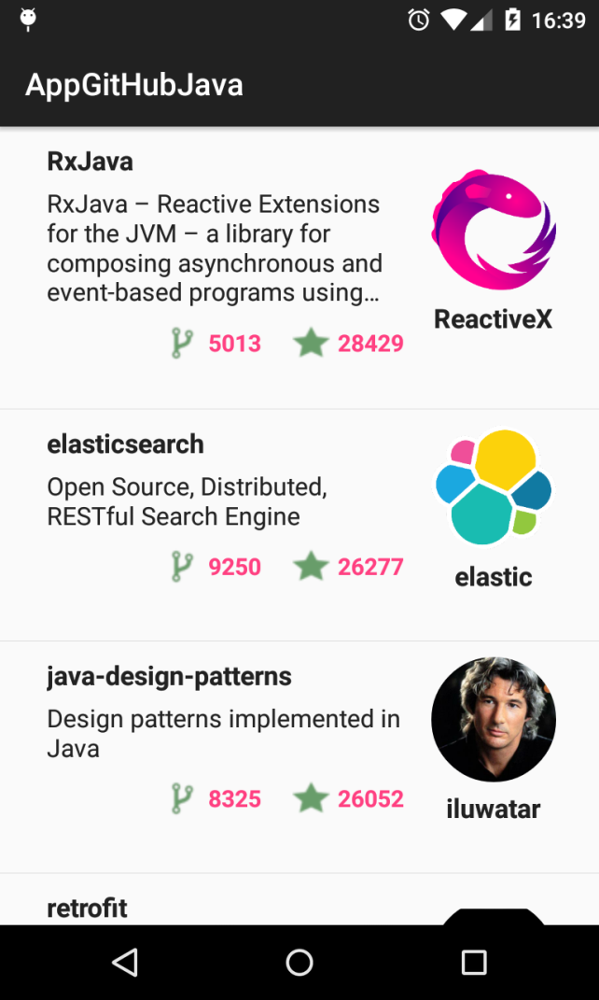 16:39
AppGitHubJava
RxJava
RxJava – Reactive Extensions
for the JVM – a library for
composing asynchronous and
event-based programs using…
5013 28429
ReactiveX
elasticsearch
Open Source, Distributed,
RESTful Search Engine
9250 26277
elastic
java-design-patterns
Design patterns implemented in
Java
8325 26052
iluwatar
retrofit